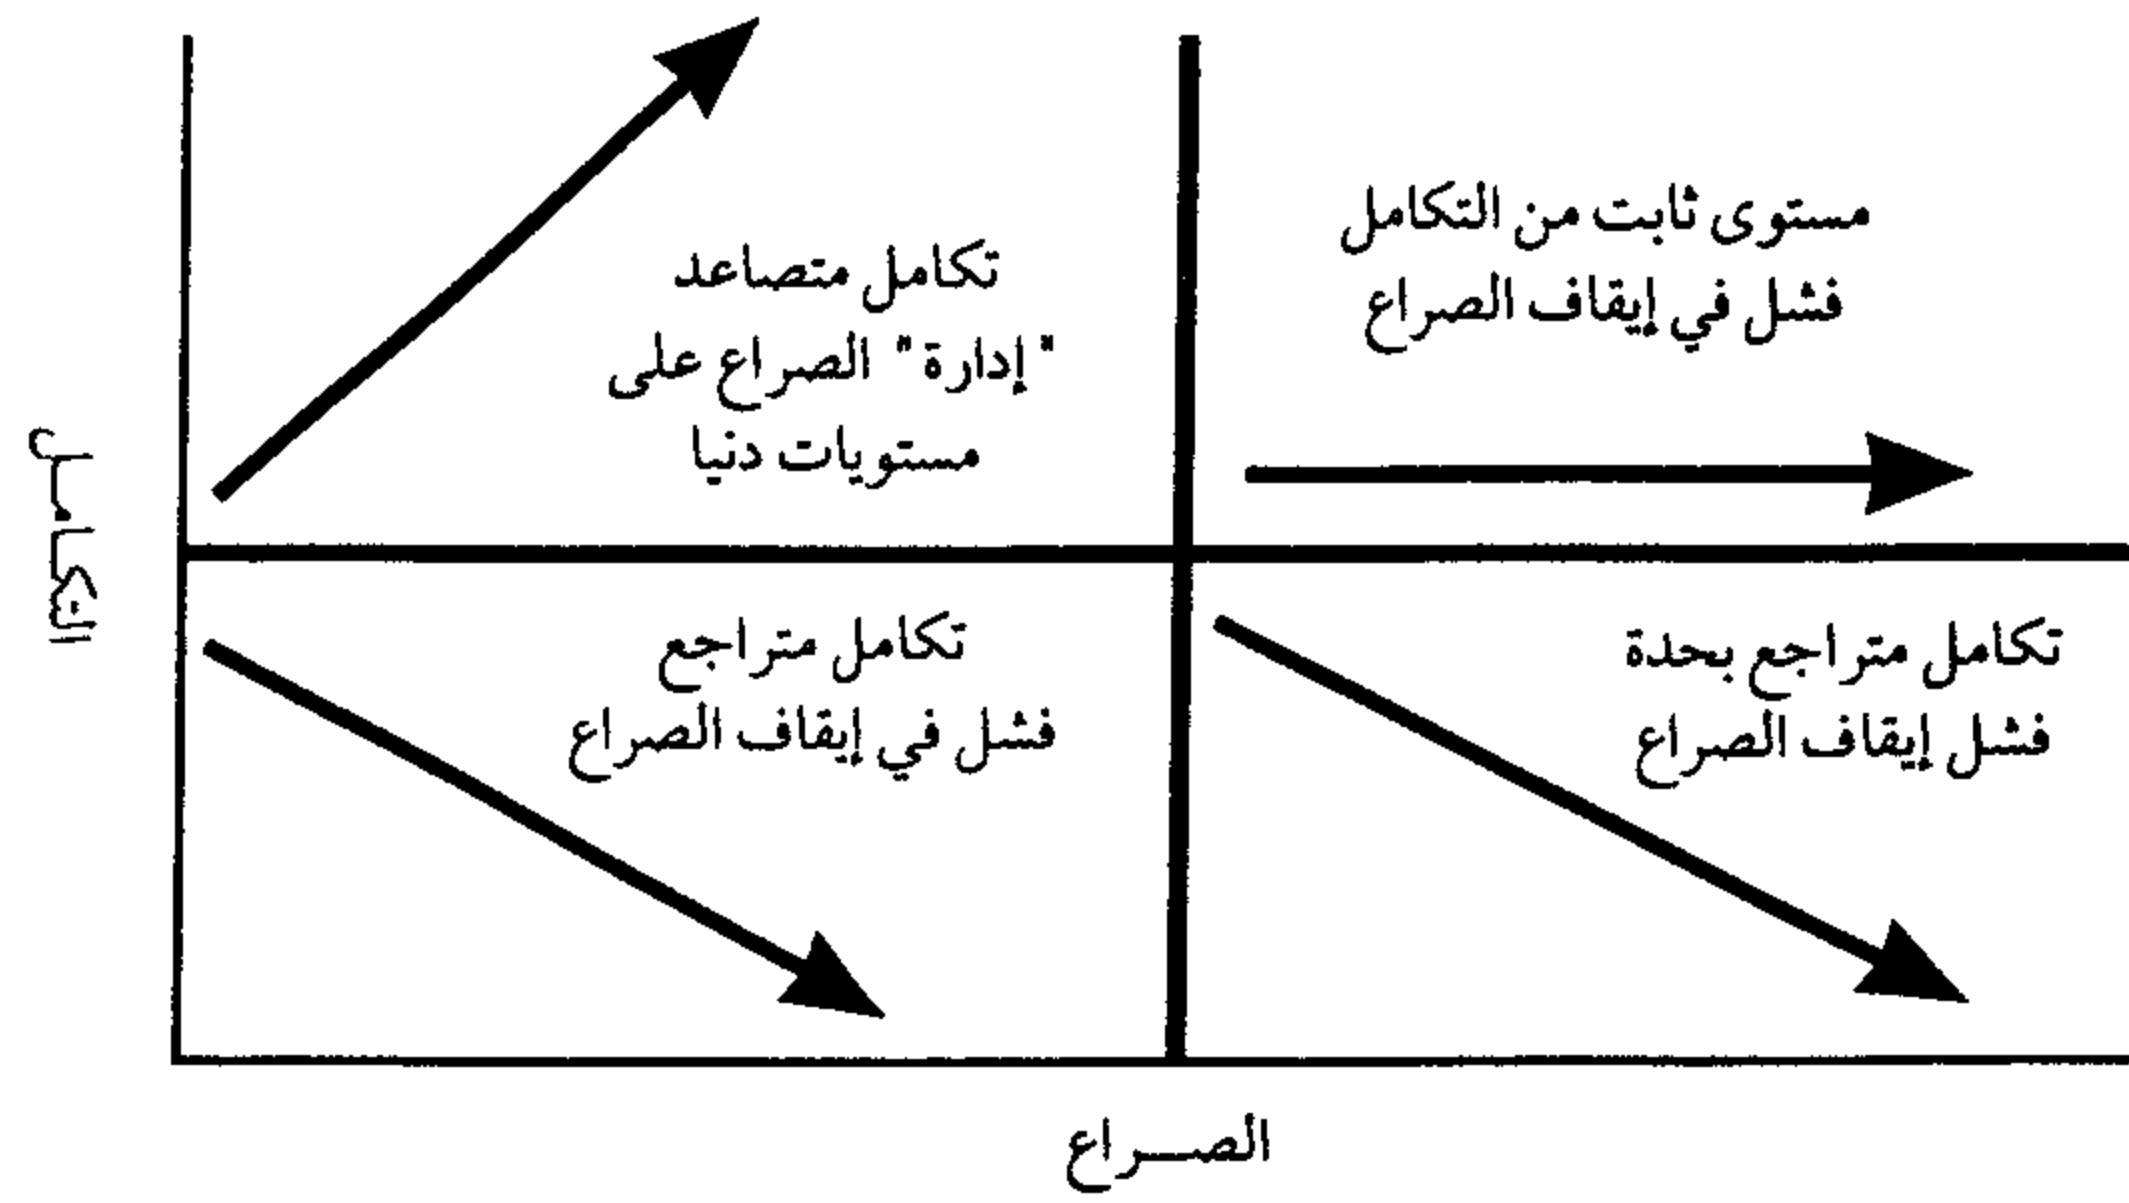 مستوى ثابت من التكامل
فشل في إيقاف الصراع
تكامل متصاعد
"إدارة" الصراع على
مستويات دنيا
التكامـل
تكامل متراجع بحدة
فشل إيقاف الصراع
تكامل متراجع
فشل في إيقاف الصراع
الصـــراع